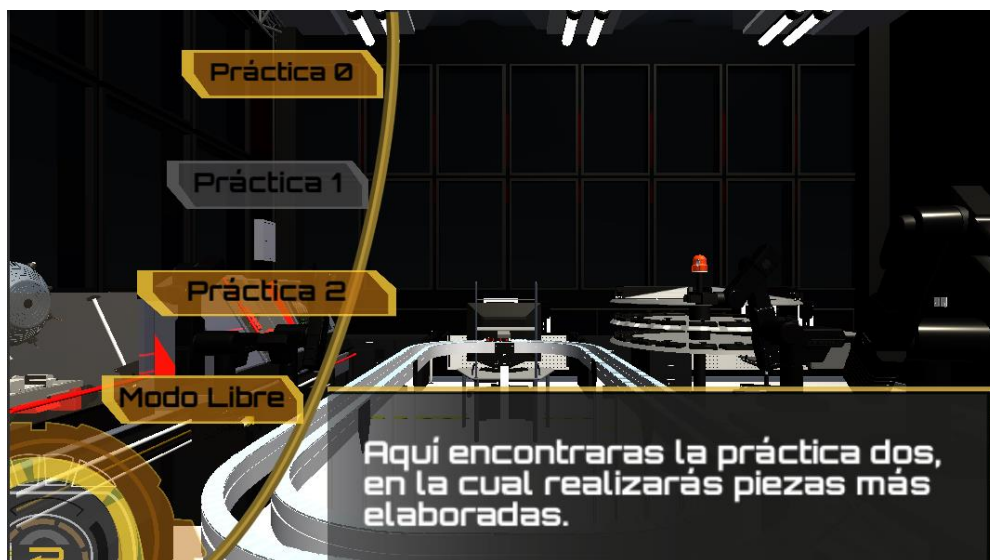 Práctica 0
Práctica 1
Práctica 2
Modo Libre
Aquí encontraras la práctica dos,
en la cual realizarás piezas más
elaboradas.